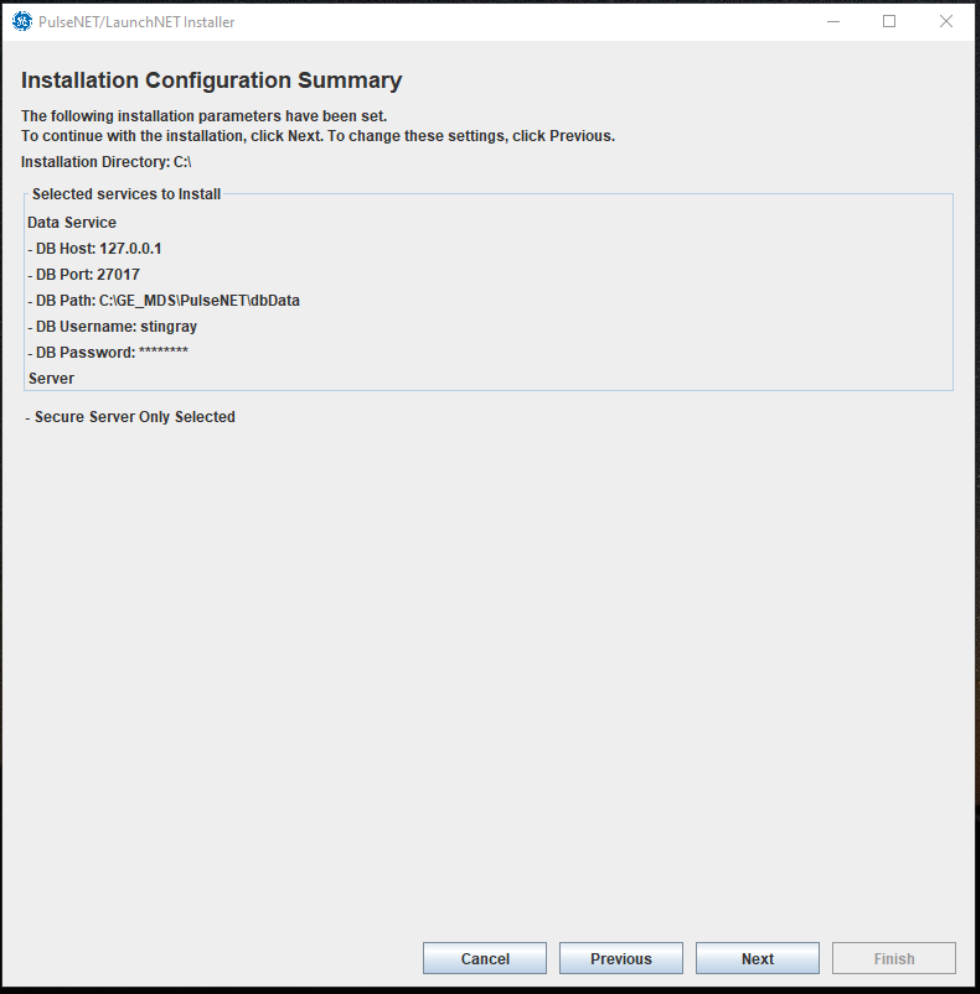 PulseNET/LaunchNET Installer
Installation Configuration Summary
The following installation parameters have been set.
To continue with the installation, click Next. To change these settings, click Previous.
Installation Directory: C:\
Selected services to Install
Data Service
- DB Host: 127.0.0.1
- DB Port: 27017
- DB Path: C:\GE_MDS\PulseNET\dbData
- DB Username: stingray
- DB Password: ********
Server
- Secure Server Only Selected
Cancel Previous Next Finish